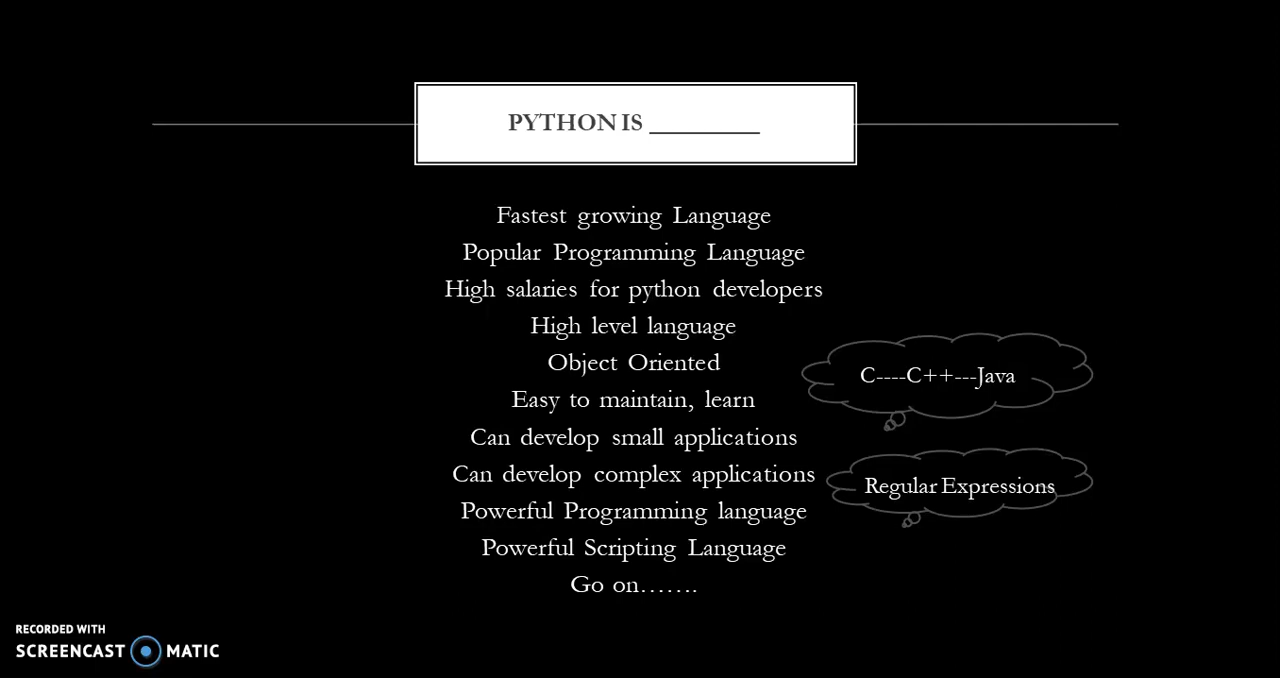 PYTHON IS _________
Fastest growing Language
Popular Programming Language
High salaries for python developers
High level language
Object Oriented
Easy to maintain, learn
C----C++---Java
Can develop small applications
Can develop complex applications
Regular Expressions
Powerful Programming language
Powerful Scripting Language
Go on…….
RECORDED WITH
SCREENCAST MATIC